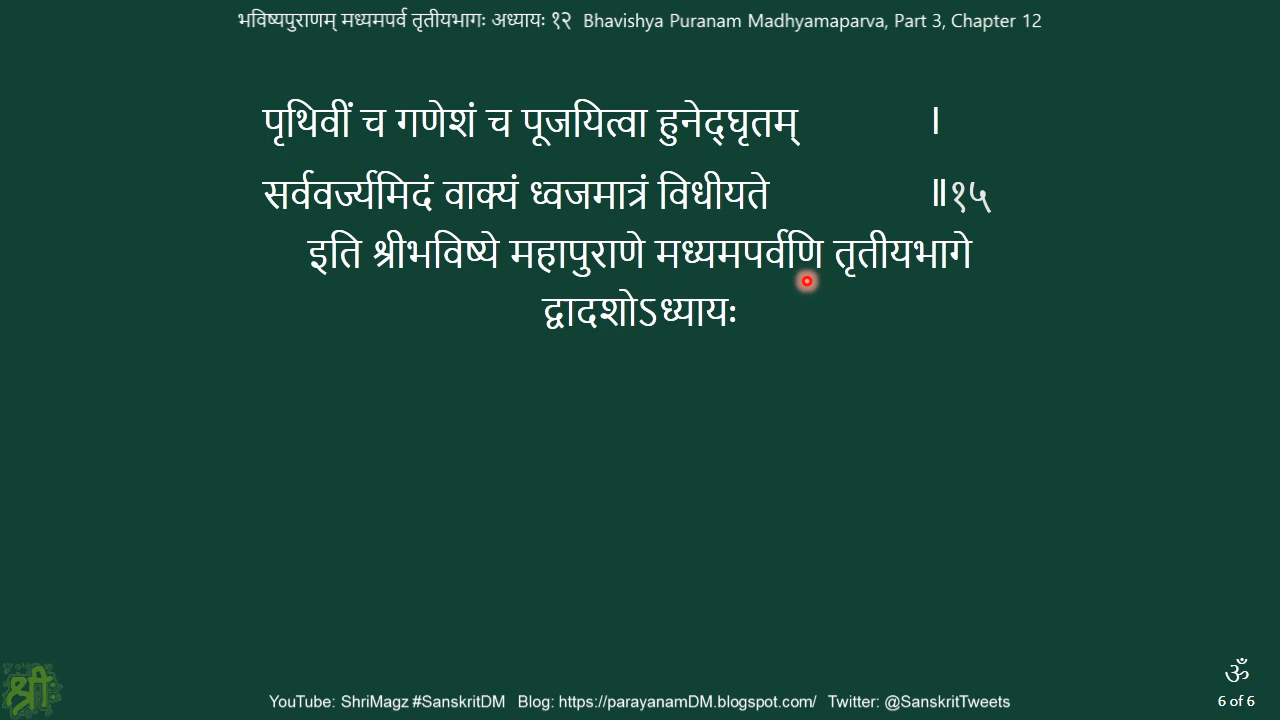 भविष्यपुराणम् मध्यमपर्व तृतीयभागः अध्यायः १२ Bhavishya Puranam Madhyamaparva, Part 3, Chapter 12
पृथिवीं च गणेशं च पूजयित्वा हुनेद्घृतम् ।
सर्ववर्ज्यमिदं वाक्यं ध्वजमात्रं विधीयते ॥१५
इति श्रीभविष्ये महापुराणे मध्यमपर्वणि तृतीयभागे
द्वादशोऽध्यायः
श्री
ॐ
YouTube: ShriMagz #SanskritDM Blog: https://parayanamDM.blogspot.com/ Twitter: @SanskritTweets
6 of 6